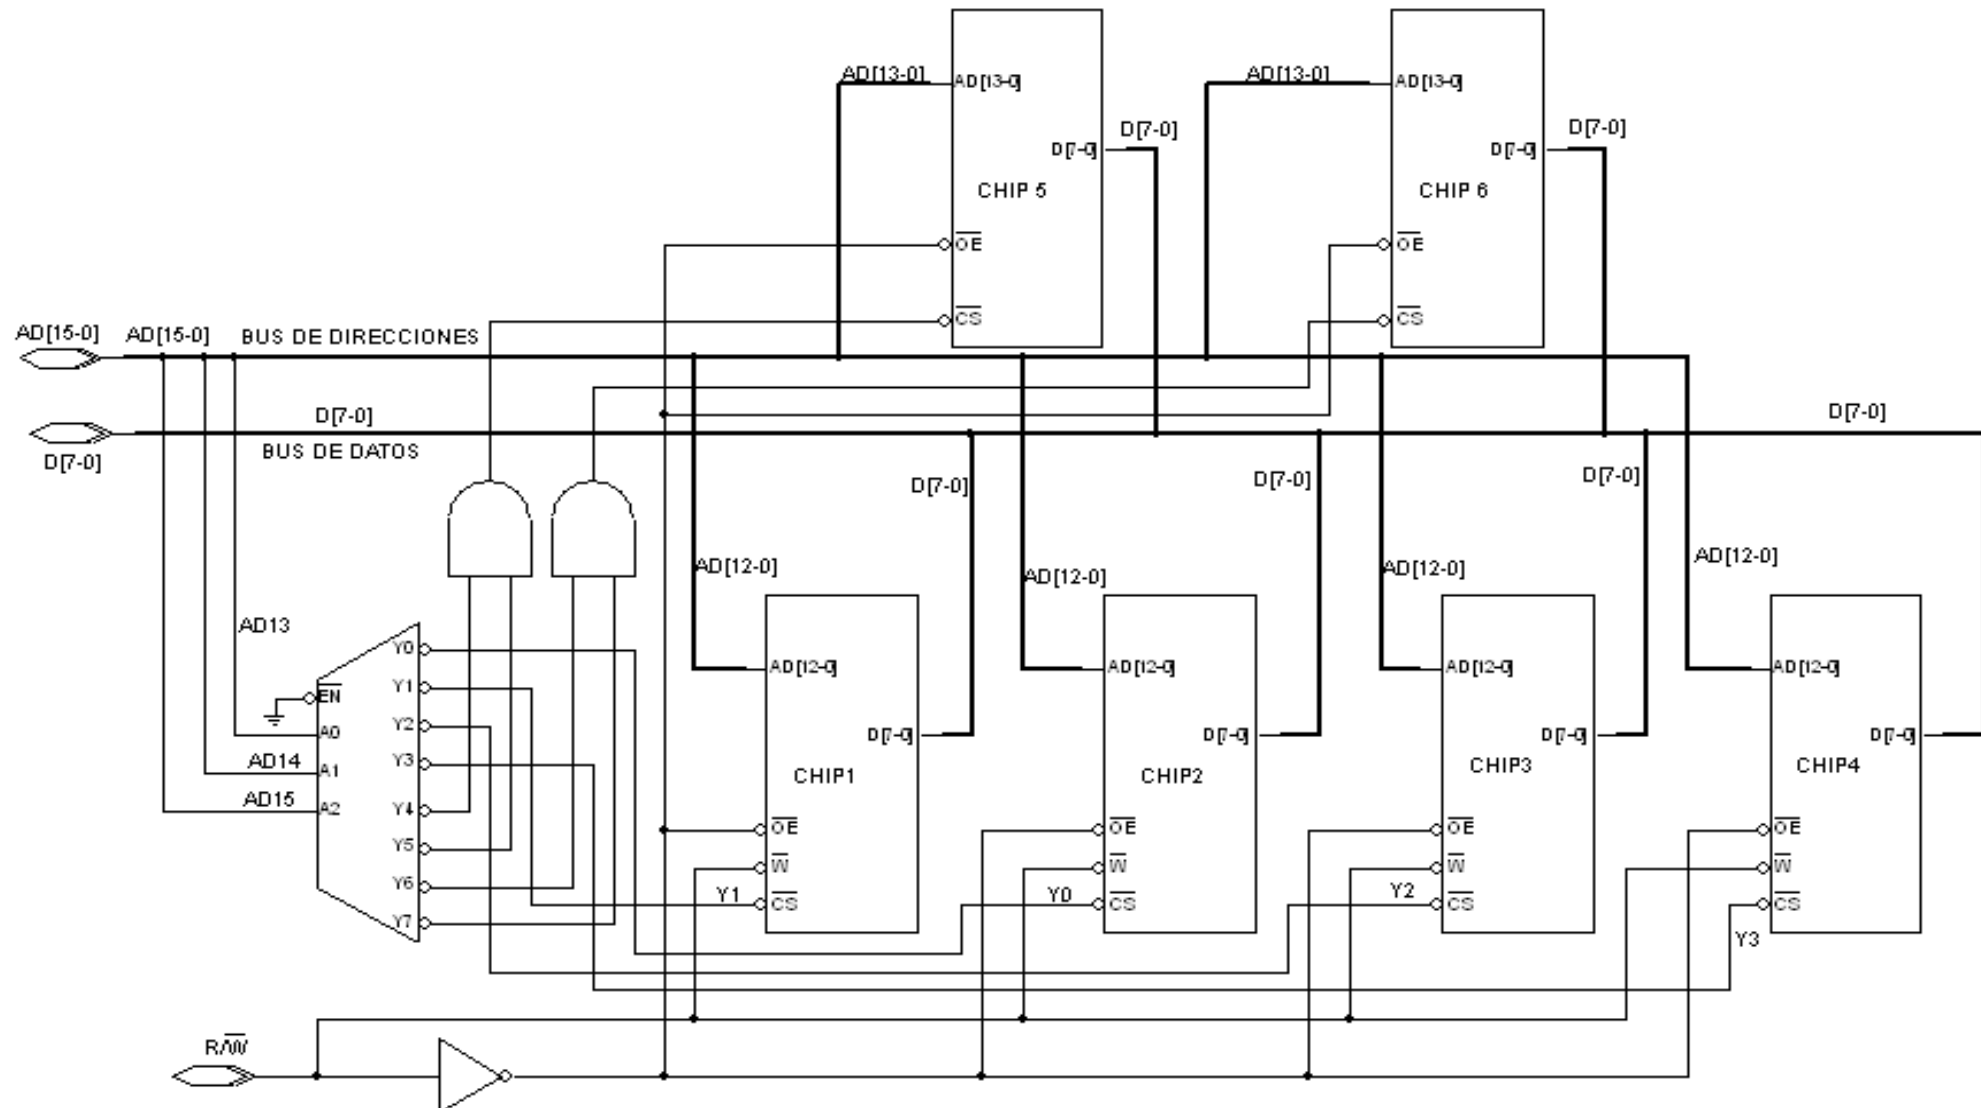 AD[13-0]
AD[13-0]
D[7-0]
D[7-0]
CHIP 5
OE
CS
AD[13-0]
AD[13-0]
D[7-0]
D[7-0]
CHIP 6
OE
CS
AD[15-0]
AD[15-0]
BUS DE DIRECCIONES
D[7-0]
D[7-0]
BUS DE DATOS
D[7-0]
D[7-0]
D[7-0]
D[7-0]
AD[12-0]
AD[12-0]
AD[12-0]
AD[12-0]
AD13
AD14
AD15
EN
A0
A1
A2
Y0
Y1
Y2
Y3
Y4
Y5
Y6
Y7
AD[12-0]
D[7-0]
CHIP1
OE
W
CS
Y1
AD[12-0]
D[7-0]
CHIP2
OE
W
CS
Y0
AD[12-0]
D[7-0]
CHIP3
OE
W
CS
Y2
AD[12-0]
D[7-0]
CHIP4
OE
W
CS
Y3
R/W